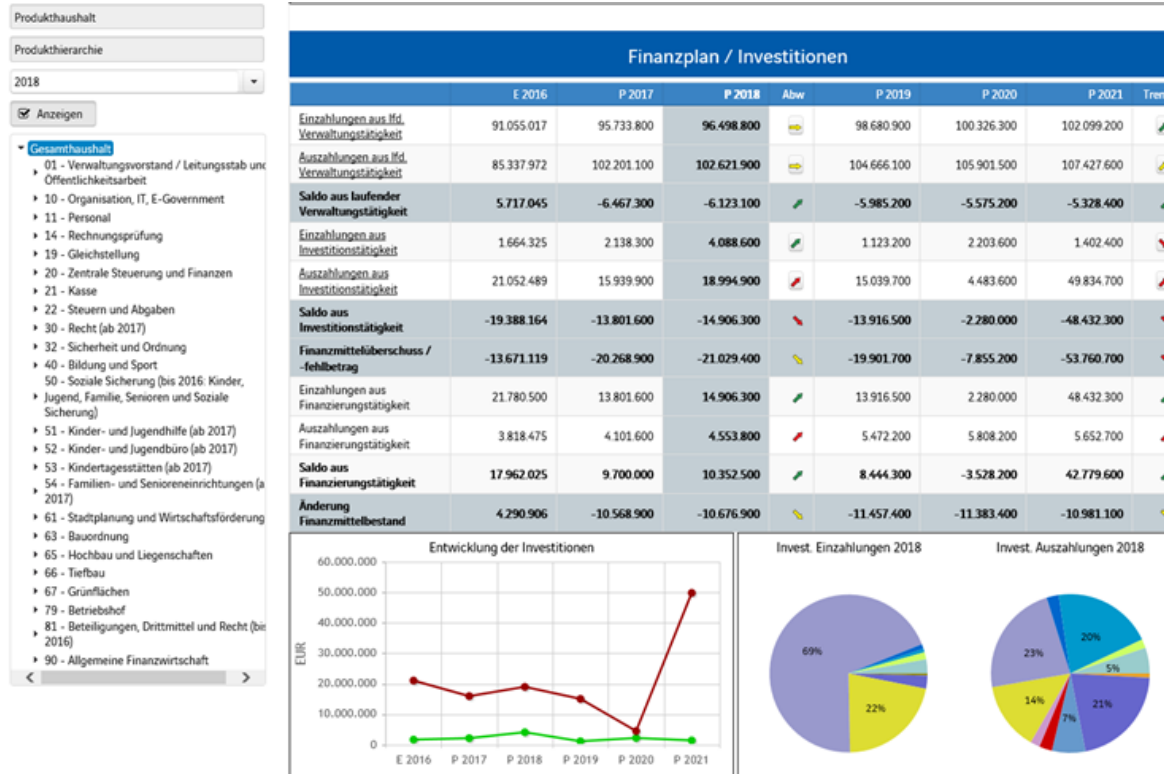 Produkthaushalt
Produkthierarchie
2018
Anzeigen
Gesamthaushalt
01 - Verwaltungsvorstand / Leitungsstab und
Öffentlichkeitsarbeit
10 - Organisation, IT, E-Government
11 - Personal
14 - Rechnungsprüfung
19 - Gleichstellung
20 - Zentrale Steuerung und Finanzen
21 - Kasse
22 - Steuern und Abgaben
30 - Recht (ab 2017)
32 - Sicherheit und Ordnung
40 - Bildung und Sport
50 - Soziale Sicherung (bis 2016: Kinder,
Jugend, Familie, Senioren und Soziale
Sicherung)
51 - Kinder- und Jugendhilfe (ab 2017)
52 - Kinder- und Jugendbüro (ab 2017)
53 - Kindertagesstätten (ab 2017)
54 - Familien- und Senioreneinrichtungen (a
2017)
61 - Stadtplanung und Wirtschaftsförderung
63 - Bauordnung
65 - Hochbau und Liegenschaften
66 - Tiefbau
67 - Grünflächen
79 - Betriebshof
81 - Beteiligungen, Drittmittel und Recht (bis
2016)
90 - Allgemeine Finanzwirtschaft
Finanzplan / Investitionen
E 2016 P 2017 P 2018 Abw P 2019 P 2020 P 2021 Tren
Einzahlungen aus lfd.
Verwaltungstätigkeit 91.055.017 95.733.800 96.498.800 98.680.900 100.326.300 102.099.200
Auszahlungen aus lfd.
Verwaltungstätigkeit 85.337.972 102.201.100 102.621.900 104.666.100 105.901.500 107.427.600
Saldo aus laufender
Verwaltungstätigkeit 5.717.045 -6.467.300 -6.123.100 -5.985.200 -5.575.200 -5.328.400
Einzahlungen aus
Investitionstätigkeit 1.664.325 2.138.300 4.088.600 1.123.200 2.203.600 1.402.400
Auszahlungen aus
Investitionstätigkeit 21.052.489 15.939.900 18.994.900 15.039.700 4.483.600 49.834.700
Saldo aus
Investitionstätigkeit -19.388.164 -13.801.600 -14.906.300 -13.916.500 -2.280.000 -48.432.300
Finanzmittelüberschuss /
-fehlbetrag -13.671.119 -20.268.900 -21.029.400 -19.901.700 -7.855.200 -53.760.700
Einzahlungen aus
Finanzierungstätigkeit 21.780.500 13.801.600 14.906.300 13.916.500 2.280.000 48.432.300
Auszahlungen aus
Finanzierungstätigkeit 3.818.475 4.101.600 4.553.800 5.472.200 5.808.200 5.652.700
Saldo aus
Finanzierungstätigkeit 17.962.025 9.700.000 10.352.500 8.444.300 -3.528.200 42.779.600
Änderung
Finanzmittelbestand 4.290.906 -10.568.900 -10.676.900 -11.457.400 -11.383.400 -10.981.100
Entwicklung der Investitionen
60.000.000
50.000.000
40.000.000
30.000.000
20.000.000
10.000.000
0
EUR
E 2016 P 2017 P 2018 P 2019 P 2020 P 2021
Invest. Einzahlungen 2018
69%
22%
Invest. Auszahlungen 2018
20%
23%
5%
14%
21%
7%